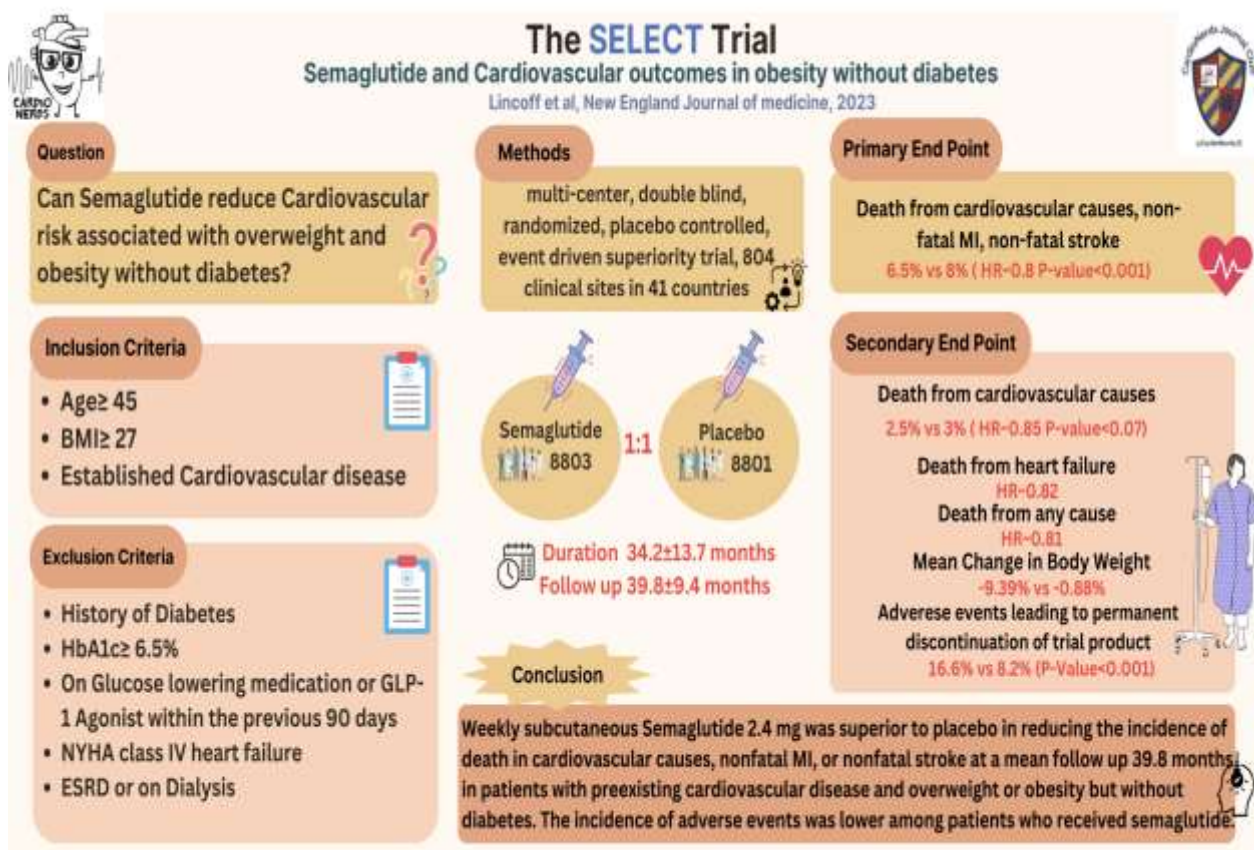 The SELECT Trial
Semaglutide and Cardiovascular outcomes in obesity without diabetes
Lincoff et al, New England Journal of medicine, 2023
CARDIO
NERDS
Question
Can Semaglutide reduce Cardiovascular
risk associated with overweight and
obesity without diabetes?
Inclusion Criteria
• Age≥ 45
• BMI≥ 27
• Established Cardiovascular disease
Exclusion Criteria
• History of Diabetes
• HbA1c≥ 6.5%
• On Glucose lowering medication or GLP-
1 Agonist within the previous 90 days
• NYHA class IV heart failure
• ESRD or on Dialysis
Methods
multi-center, double blind,
randomized, placebo controlled,
event driven superiority trial, 804
clinical sites in 41 countries
Semaglutide
8803
1:1
Placebo
8801
Duration 34.2±13.7 months
Follow up 39.8±9.4 months
Primary End Point
Death from cardiovascular causes, non-
fatal MI, non-fatal stroke
6.5% vs 8% ( HR-0.8 P-value<0.001)
Secondary End Point
Death from cardiovascular causes
2.5% vs 3% ( HR-0.85 P-value<0.07)
Death from heart failure
HR-0.82
Death from any cause
HR-0.81
Mean Change in Body Weight
-9.39% vs -0.88%
Adverese events leading to permanent
discontinuation of trial product
16.6% vs 8.2% (P-Value<0.001)
Conclusion
Weekly subcutaneous Semaglutide 2.4 mg was superior to placebo in reducing the incidence of
death in cardiovascular causes, nonfatal MI, or nonfatal stroke at a mean follow up 39.8 months
in patients with preexisting cardiovascular disease and overweight or obesity but without
diabetes. The incidence of adverse events was lower among patients who received semaglutide.